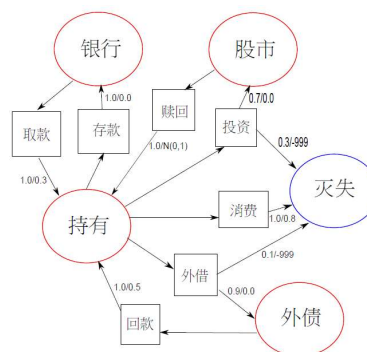 银行
股市
1.0/0.0
0.7/0.0
赎回
取款
存款
投资
1.0/N(0,1)
0.3/-999
1.0/0.3
灭失
消费
1.0/0.8
持有
0.1/-999
外借
1.0/0.5
0.9/0.0
回款
外债